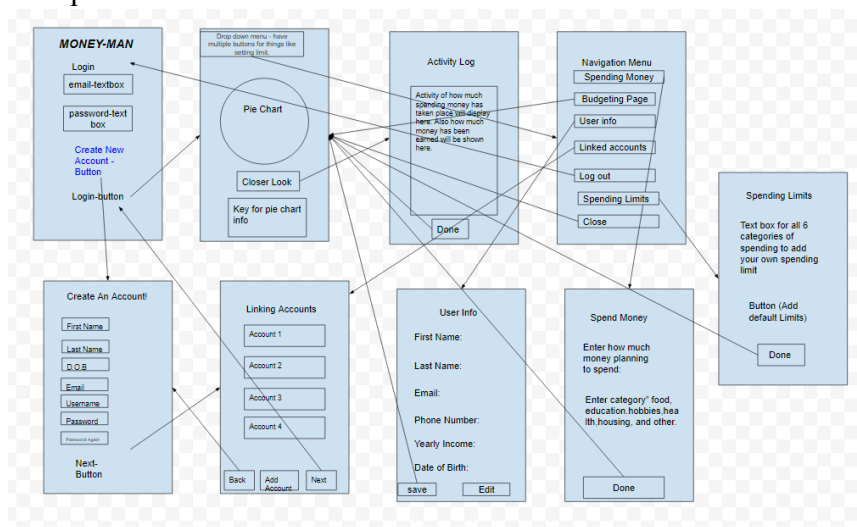 MONEY-MAN
Login
email-textbox
password-text
box
Create New
Account -
Button
Login-button
Drop down menu - have
multiple buttons for things like
setting limit.
Pie Chart
Closer Look
Key for pie chart
info
Activity Log
Activity of how much
spending money has
taken place will display
here. Also how much
money has been
earned will be shown
here.
Done
Navigation Menu
Spending Money
Budgeting Page
User info
Linked accounts
Log out
Spending Limits
Close
Spending Limits
Text box for all 6
categories of
spending to add
your own spending
limit
Button (Add
default Limits)
Done
Create An Account!
First Name
Last Name
D.O.B
Email
Username
Password
Password Again
Next-
Button
Linking Accounts
Account 1
Account 2
Account 3
Account 4
Back
Add
Account
Next
User Info
First Name:
Last Name:
Email:
Phone Number:
Yearly Income:
Date of Birth:
save
Edit
Spend Money
Enter how much
money planning
to spend:
Enter category" food,
education.hobbies,hea
lth,housing, and other.
Done